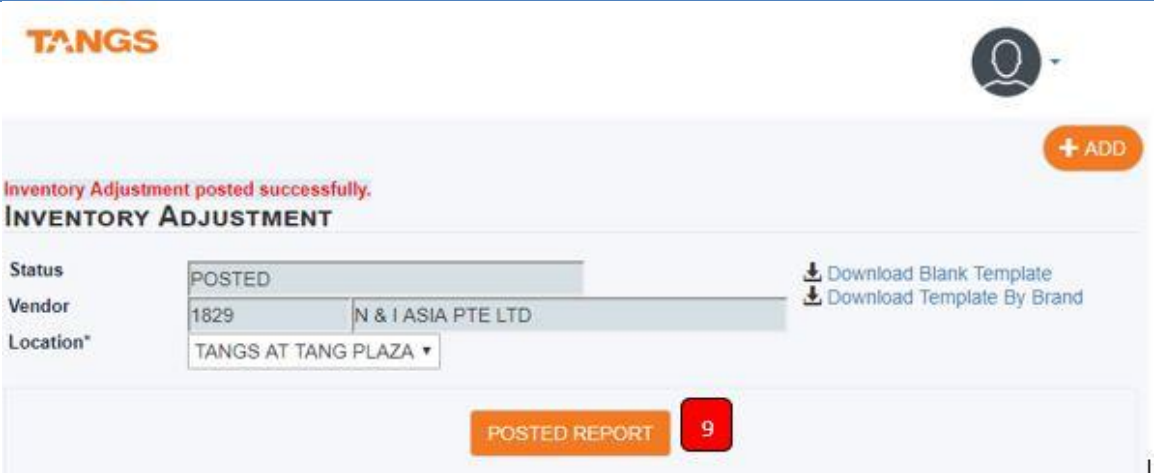 TANGS
+ ADD
Inventory Adjustment posted successfully.
INVENTORY ADJUSTMENT
Status POSTED
Download Blank Template
Vendor 1829 N & I ASIA PTE LTD
Download Template By Brand
Location* TANGS AT TANG PLAZA
POSTED REPORT 9